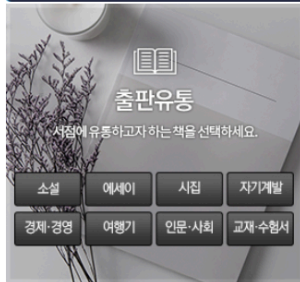 출판유통
서점에 유통하고자 하는 책을 선택하세요.
소설 에세이 시집 자기계발
경제·경영 여행기 인문·사회 교재·수험서